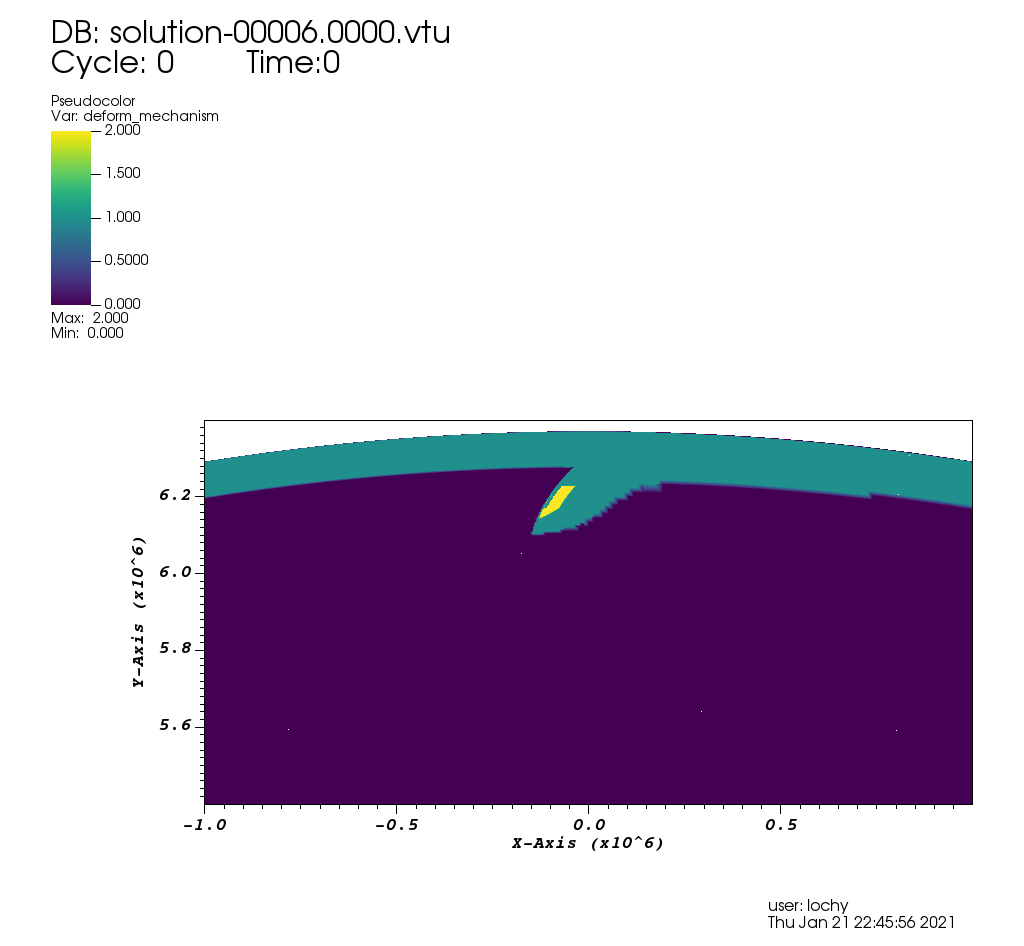 DB: solution-00006.0000.vtu
Cycle: 0 Time:0
Pseudocolor
Var: deform_mechanism
2.000
1.500
1.000
0.5000
0.000
Max: 2.000
Min: 0.000
6.2
6.0
5.8
5.6
Y-Axis (x10^6)
-1.0 -0.5 0.0 0.5
X-Axis (x10^6)
user: lochy
Thu Jan 21 22:45:56 2021